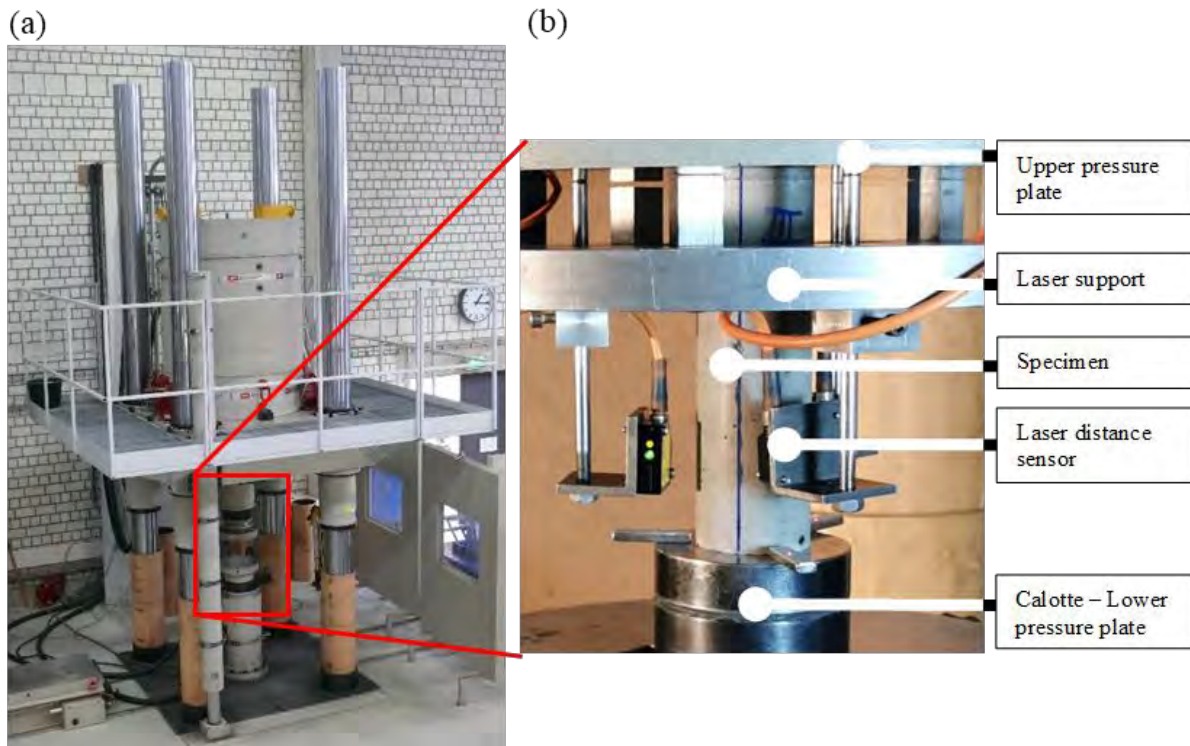 (a)
(b)
Upper pressure
plate
Laser support
Specimen
Laser distance
sensor
Calotte – Lower
pressure plate